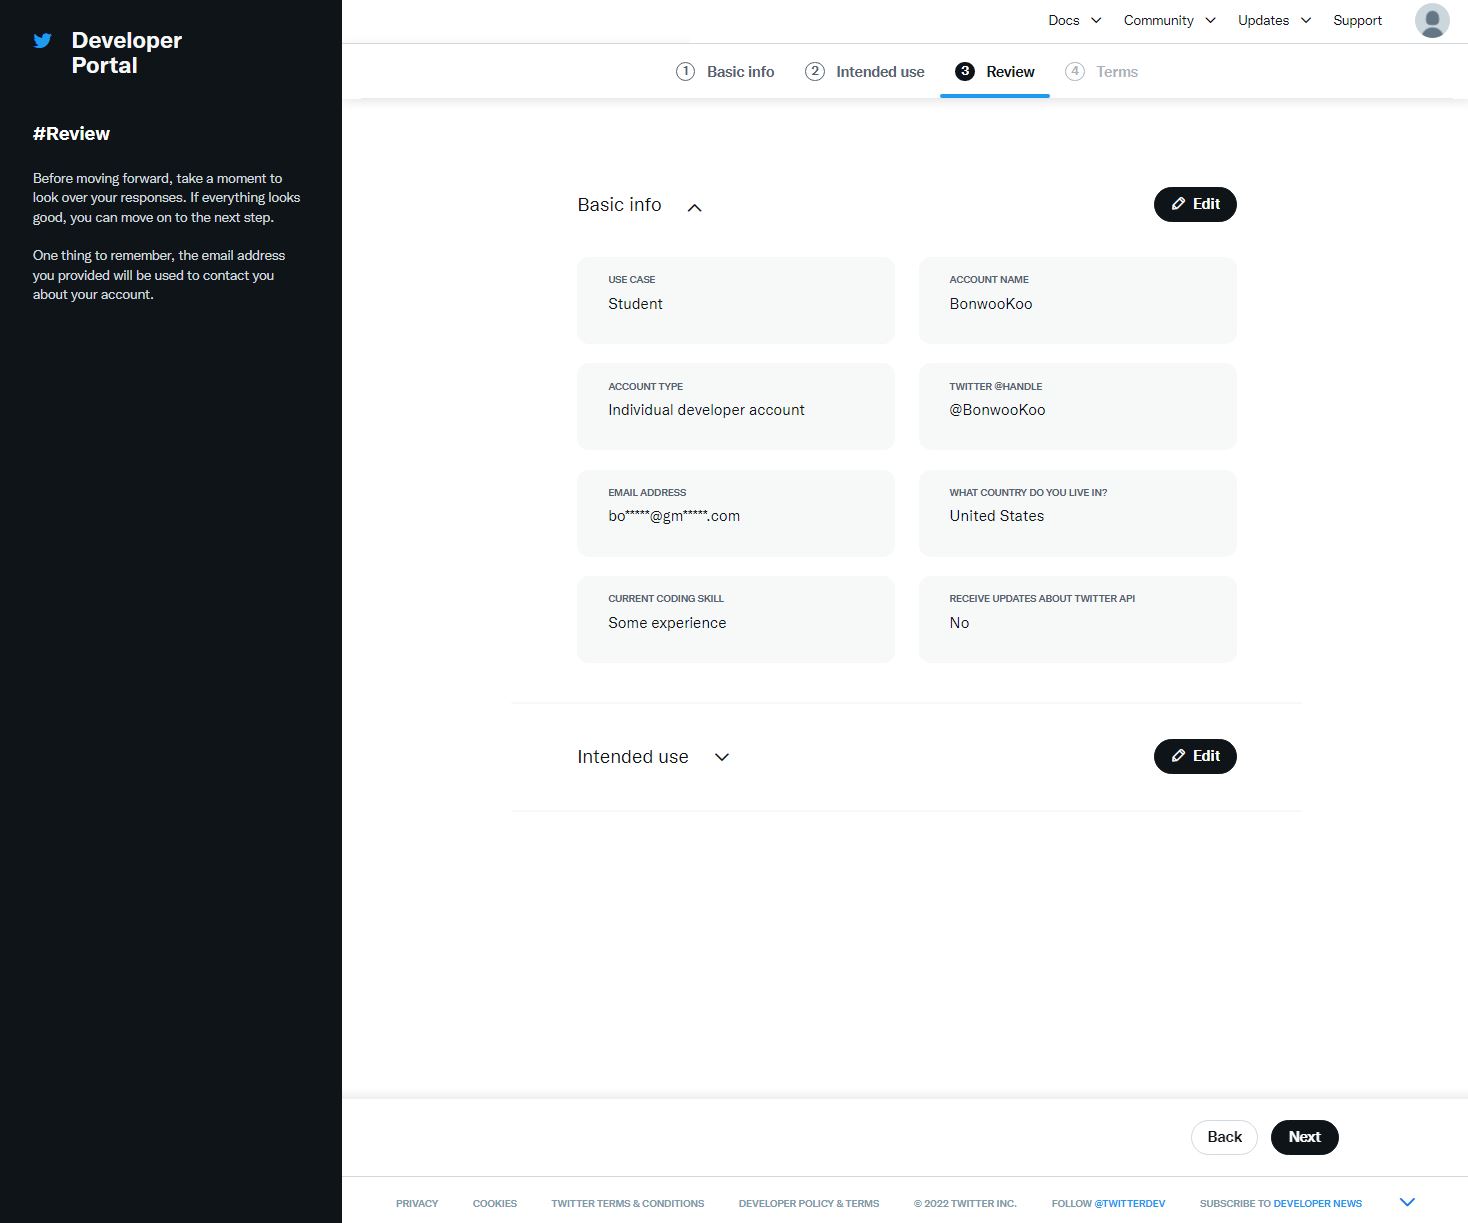 Developer
Portal
Docs
Community
Updates
Support
1 Basic info
2 Intended use
3 Review
4 Terms
#Review
Before moving forward, take a moment to
look over your responses. If everything looks
good, you can move on to the next step.
One thing to remember, the email address
you provided will be used to contact you
about your account.
Basic info
Edit
USE CASE
Student
ACCOUNT NAME
BonwooKoo
ACCOUNT TYPE
Individual developer account
TWITTER @HANDLE
@BonwooKoo
EMAIL ADDRESS
bo*****@gm*****.com
WHAT COUNTRY DO YOU LIVE IN?
United States
CURRENT CODING SKILL
Some experience
RECEIVE UPDATES ABOUT TWITTER API
No
Intended use
Edit
Back
Next
PRIVACY
COOKIES
TWITTER TERMS & CONDITIONS
DEVELOPER POLICY & TERMS
© 2022 TWITTER INC.
FOLLOW @TWITTERDEV
SUBSCRIBE TO DEVELOPER NEWS